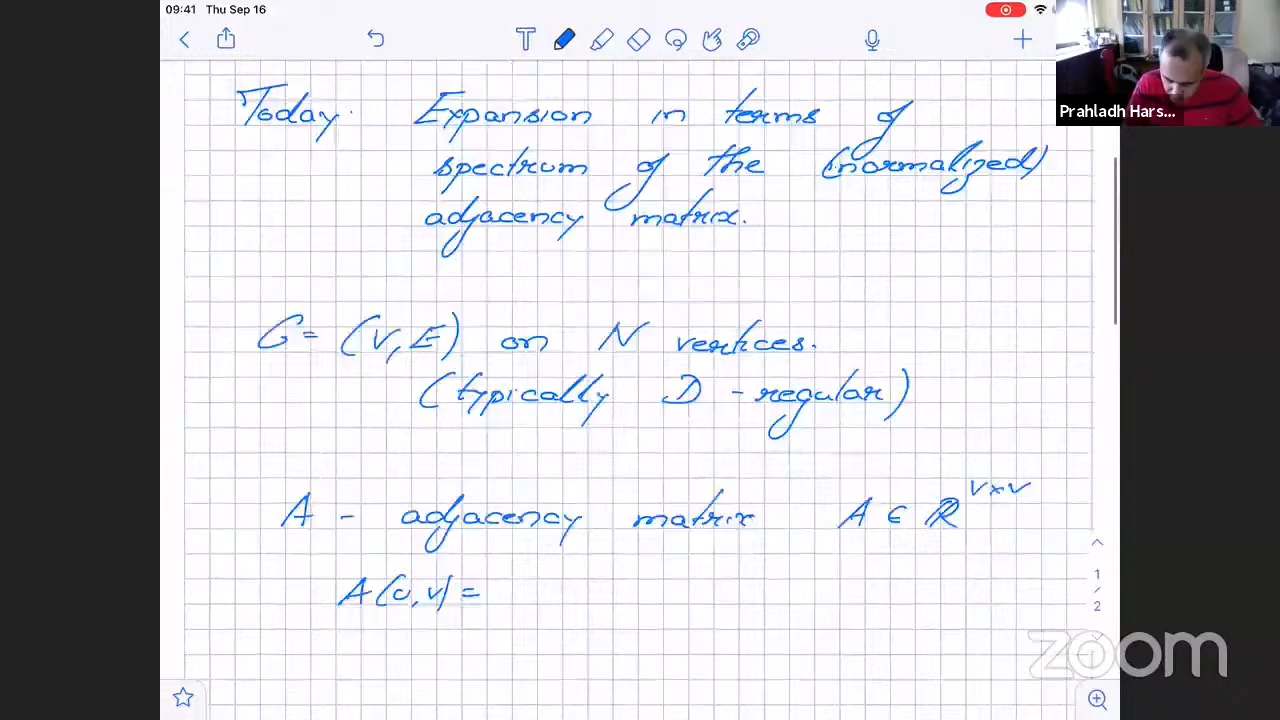 09:41 Thu Sep 16
Today: Expansion in terms of
spectrum of the (normalized)
adjacency matrix.
Prahladh Hars...
G = (V, E) on N vertices.
(typically D - regular)
A - adjacency matrix A ∈ ℝ^{V×V}
A(u,v) =
1
/
2
zoom